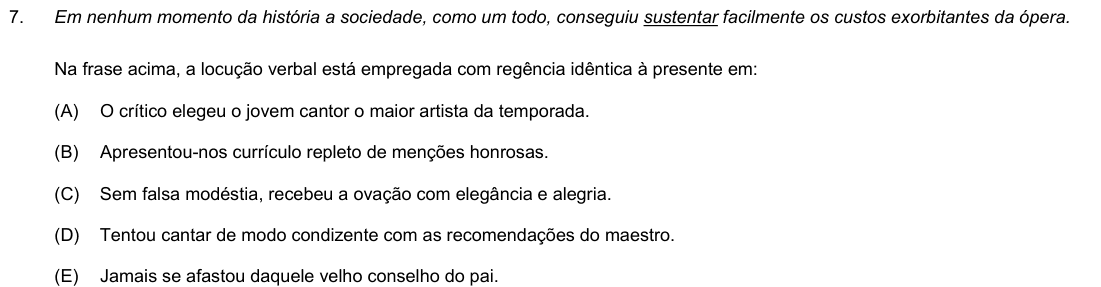 7. Em nenhum momento da história a sociedade, como um todo, conseguiu sustentar facilmente os custos exorbitantes da ópera.
Na frase acima, a locução verbal está empregada com regência idêntica à presente em:
(A) O crítico elegeu o jovem cantor o maior artista da temporada.
(B) Apresentou-nos currículo repleto de menções honrosas.
(C) Sem falsa modéstia, recebeu a ovação com elegância e alegria.
(D) Tentou cantar de modo condizente com as recomendações do maestro.
(E) Jamais se afastou daquele velho conselho do pai.